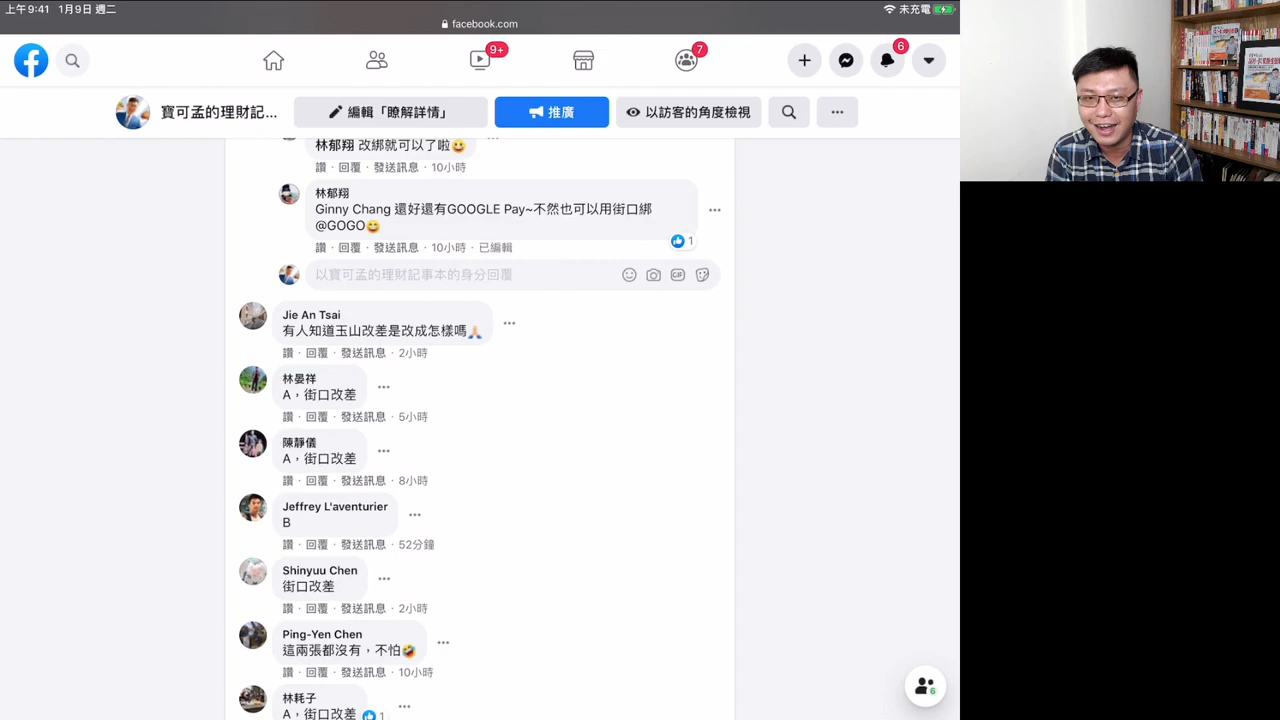 上午9:41 1月9日 週二
未充電
facebook.com
9+
7
6
寶可孟的理財記...
編輯「瞭解詳情」
推廣
以訪客的角度檢視
林郁翔 改綁就可以了啦😀
讚 · 回覆 · 發送訊息 · 10小時
林郁翔
Ginny Chang 還好還有GOOGLE Pay~不然也可以用街口綁
@GOGO😄
1
讚 · 回覆 · 發送訊息 · 10小時 · 已編輯
以寶可孟的理財記事本的身分回覆
GIF
Jie An Tsai
有人知道玉山改差是改成怎樣嗎🙏🏻
讚 · 回覆 · 發送訊息 · 2小時
林晏祥
A，街口改差
讚 · 回覆 · 發送訊息 · 5小時
陳靜儀
A，街口改差
讚 · 回覆 · 發送訊息 · 8小時
Jeffrey L'aventurier
B
讚 · 回覆 · 發送訊息 · 52分鐘
Shinyuu Chen
街口改差
讚 · 回覆 · 發送訊息 · 2小時
Ping-Yen Chen
這兩張都沒有，不怕🤣
讚 · 回覆 · 發送訊息 · 10小時
6
林耗子
A，街口改差
1